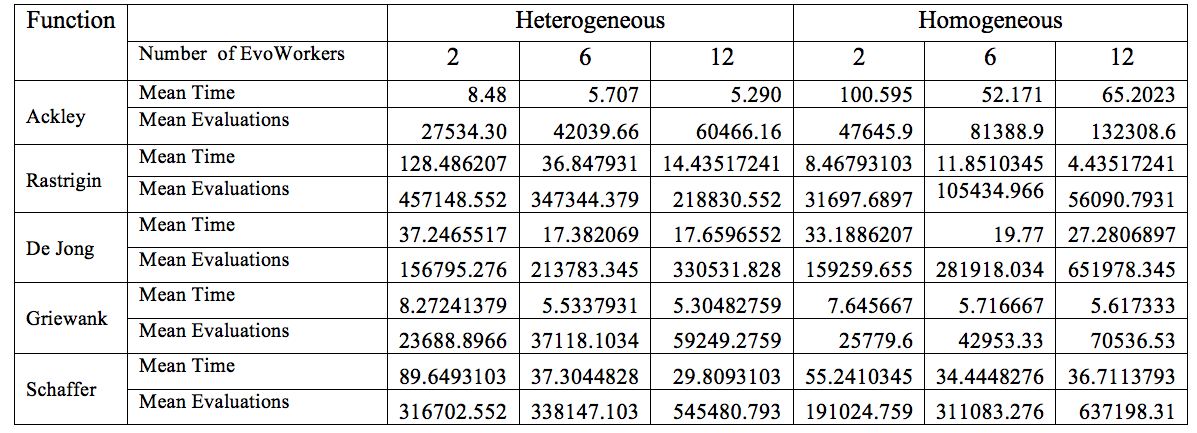 Function Heterogeneous Homogeneous
Number of EvoWorkers 2 6 12 2 6 12
Ackley
Mean Time 8.48 5.707 5.290 100.595 52.171 65.2023
Mean Evaluations 27534.30 42039.66 60466.16 47645.9 81388.9 132308.6
Rastrigin
Mean Time 128.486207 36.847931 14.43517241 8.46793103 11.8510345 4.43517241
Mean Evaluations 457148.552 347344.379 218830.552 31697.6897 105434.966 56090.7931
De Jong
Mean Time 37.2465517 17.382069 17.6596552 33.1886207 19.77 27.2806897
Mean Evaluations 156795.276 213783.345 330531.828 159259.655 281918.034 651978.345
Griewank
Mean Time 8.27241379 5.5337931 5.30482759 7.645667 5.716667 5.617333
Mean Evaluations 23688.8966 37118.1034 59249.2759 25779.6 42953.33 70536.53
Schaffer
Mean Time 89.6493103 37.3044828 29.8093103 55.2410345 34.4448276 36.7113793
Mean Evaluations 316702.552 338147.103 545480.793 191024.759 311083.276 637198.31